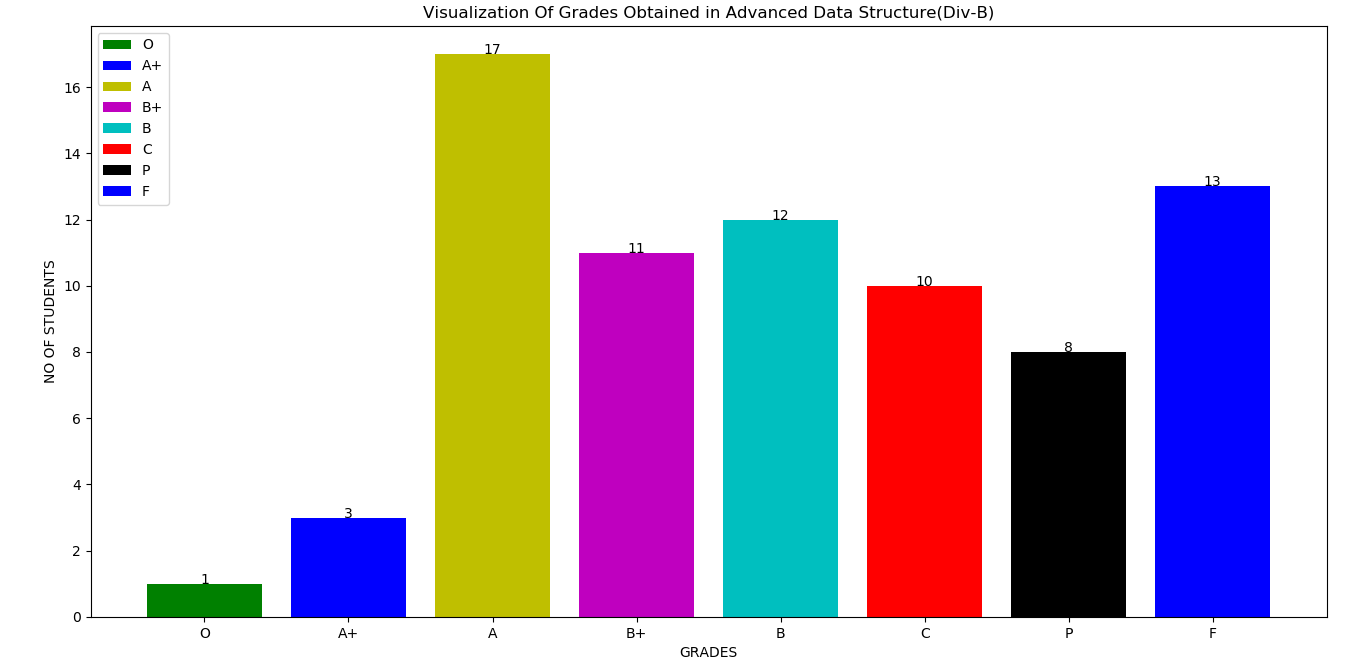 Visualization Of Grades Obtained in Advanced Data Structure(Div-B)
O
A+
A
B+
B
C
P
F
NO OF STUDENTS
16
14
12
10
8
6
4
2
0
1
3
17
11
12
10
8
13
O A+ A B+ B C P F
GRADES